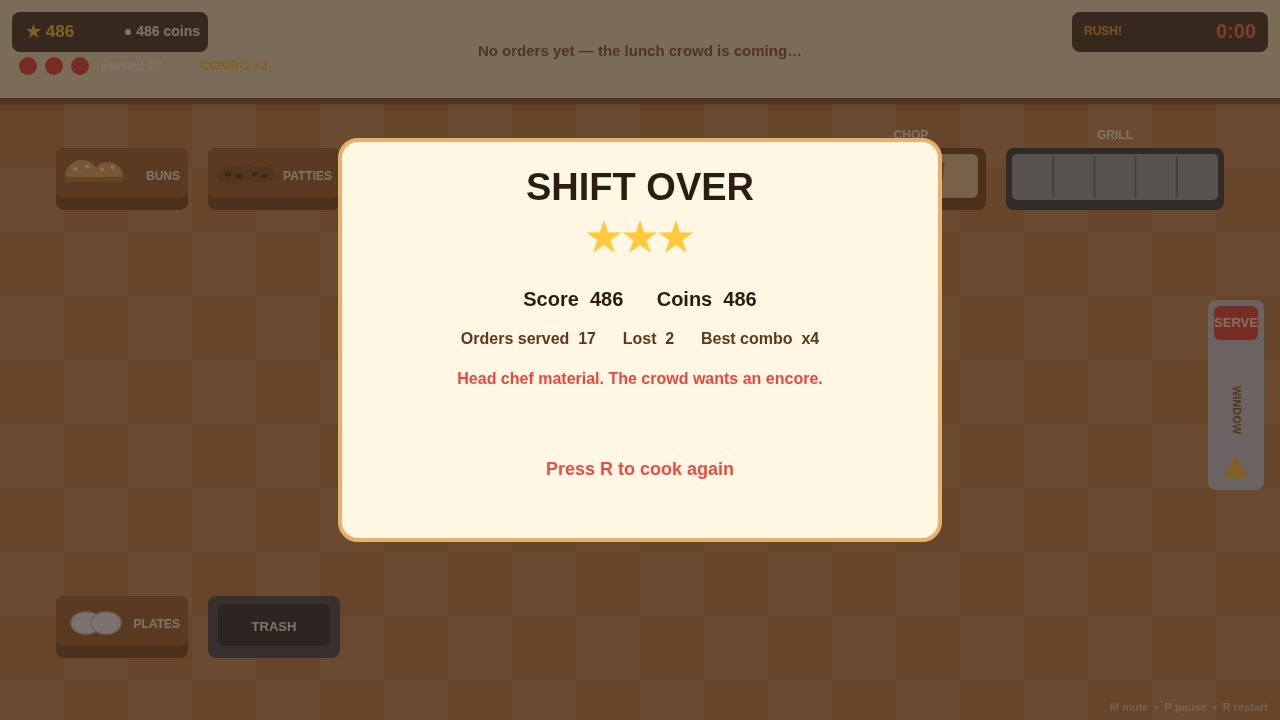 ★ 486 ● 486 coins
Served 17 COMBO x2
No orders yet — the lunch crowd is coming…
RUSH! 0:00
CHOP
GRILL
BUNS
PATTIES
SHIFT OVER
★★★
Score 486 Coins 486
Orders served 17 Lost 2 Best combo x4
Head chef material. The crowd wants an encore.
Press R to cook again
SERVE
WINDOW
PLATES
TRASH
M mute • P pause • R restart